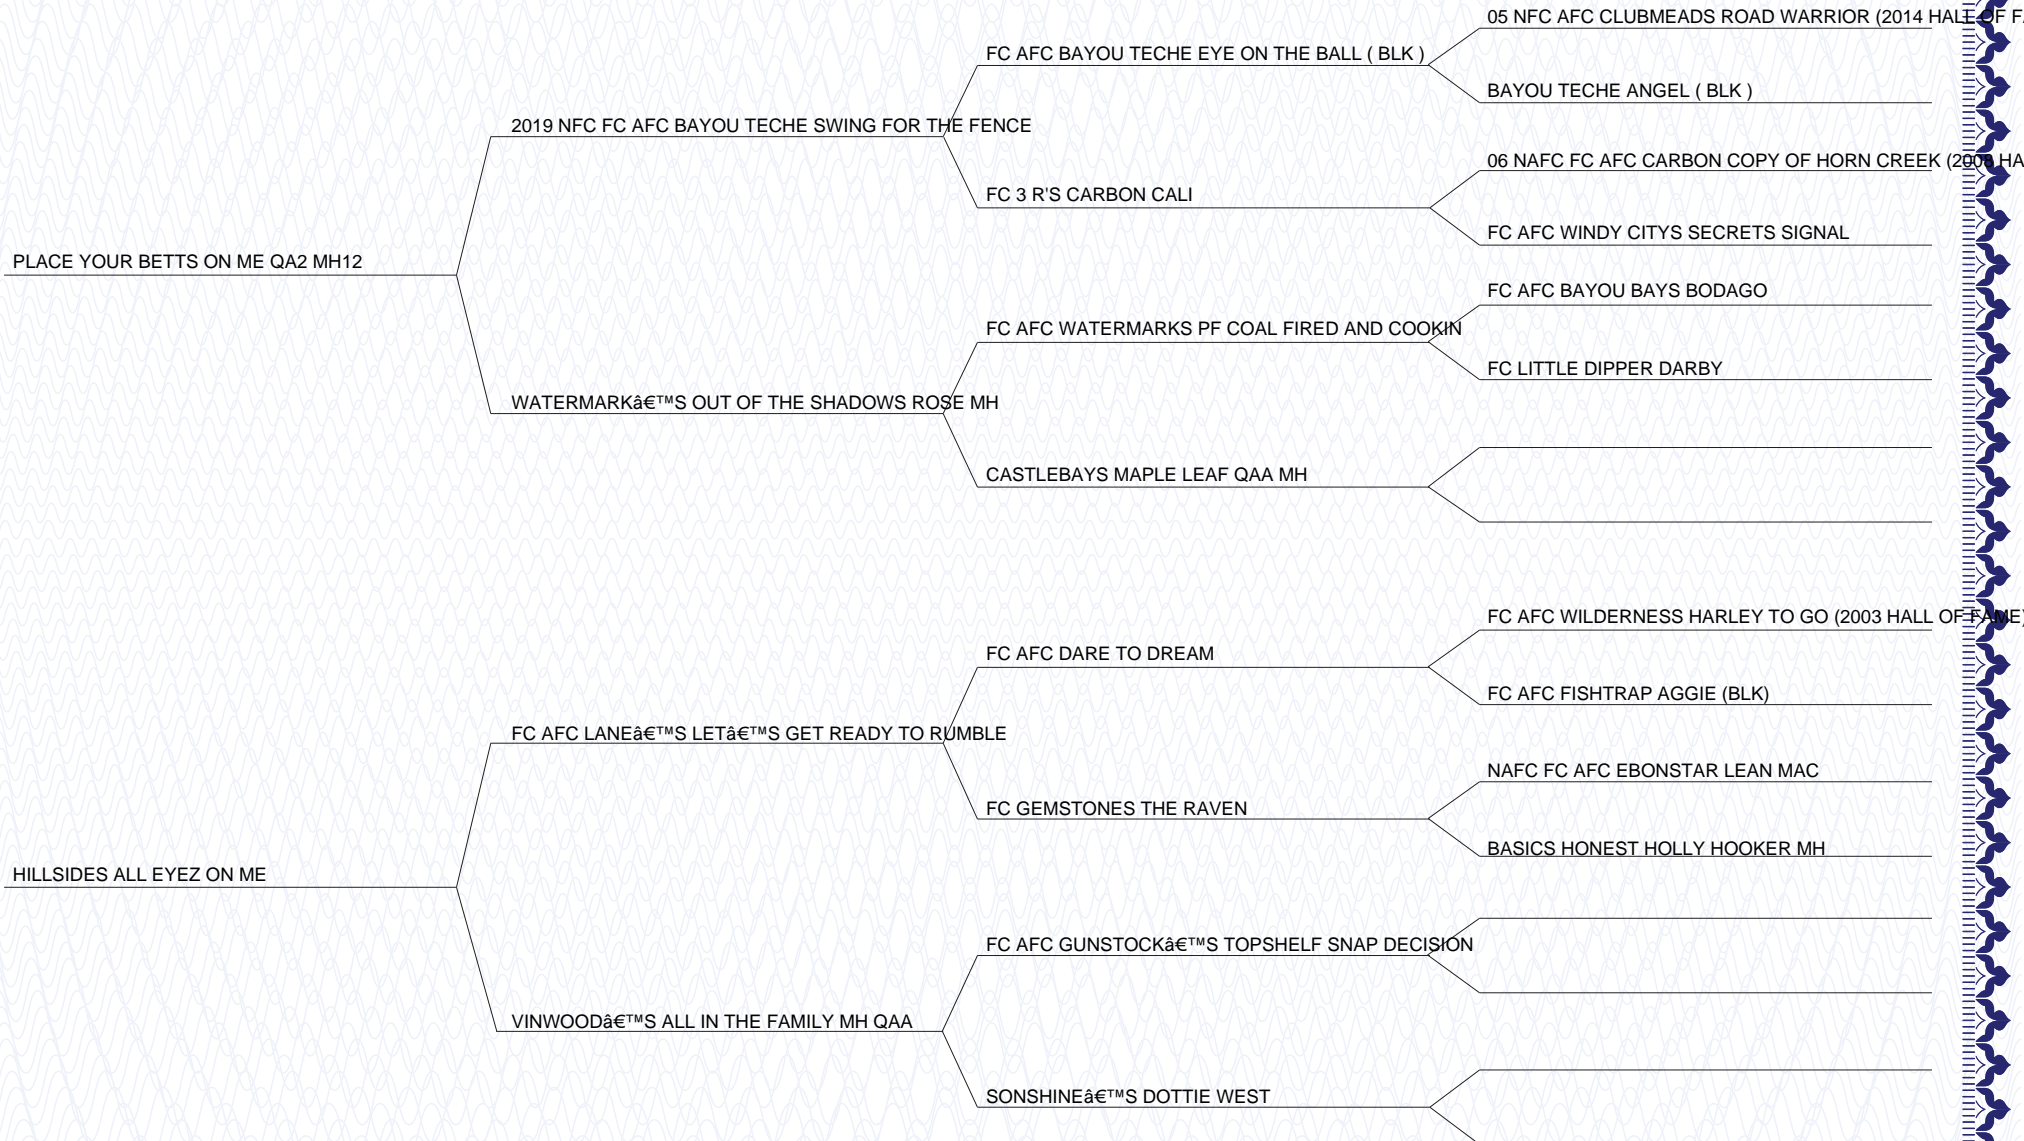 05 NFC AFC CLUBMEADS ROAD WARRIOR (2014 HALL OF FA
FC AFC BAYOU TECHE EYE ON THE BALL ( BLK )
BAYOU TECHE ANGEL ( BLK )
2019 NFC FC AFC BAYOU TECHE SWING FOR THE FENCE
06 NAFC FC AFC CARBON COPY OF HORN CREEK (2008 HA
FC 3 R'S CARBON CALI
FC AFC WINDY CITYS SECRETS SIGNAL
PLACE YOUR BETTS ON ME QA2 MH12
FC AFC BAYOU BAYS BODAGO
FC AFC WATERMARKS PF COAL FIRED AND COOKIN
FC LITTLE DIPPER DARBY
WATERMARKâ€™S OUT OF THE SHADOWS ROSE MH
CASTLEBAYS MAPLE LEAF QAA MH
FC AFC WILDERNESS HARLEY TO GO (2003 HALL OF FAME)
FC AFC DARE TO DREAM
FC AFC FISHTRAP AGGIE (BLK)
FC AFC LANEâ€™S LETâ€™S GET READY TO RUMBLE
NAFC FC AFC EBONSTAR LEAN MAC
FC GEMSTONES THE RAVEN
BASICS HONEST HOLLY HOOKER MH
HILLSIDES ALL EYEZ ON ME
FC AFC GUNSTOCKâ€™S TOPSHELF SNAP DECISION
VINWOODâ€™S ALL IN THE FAMILY MH QAA
SONSHINEâ€™S DOTTIE WEST